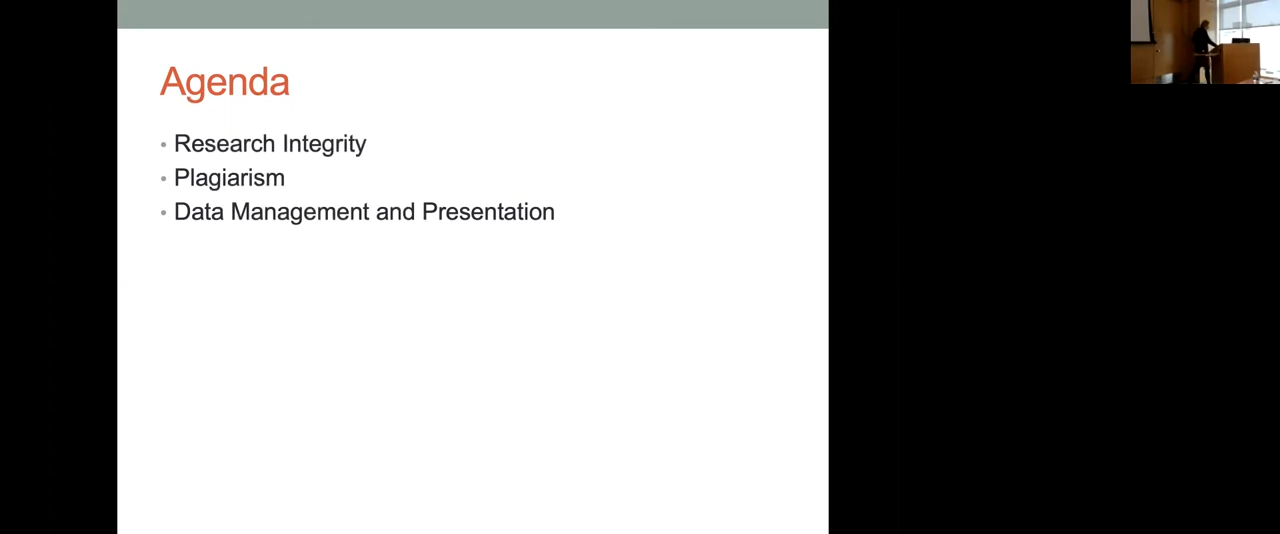 Agenda
• Research Integrity
• Plagiarism
• Data Management and Presentation